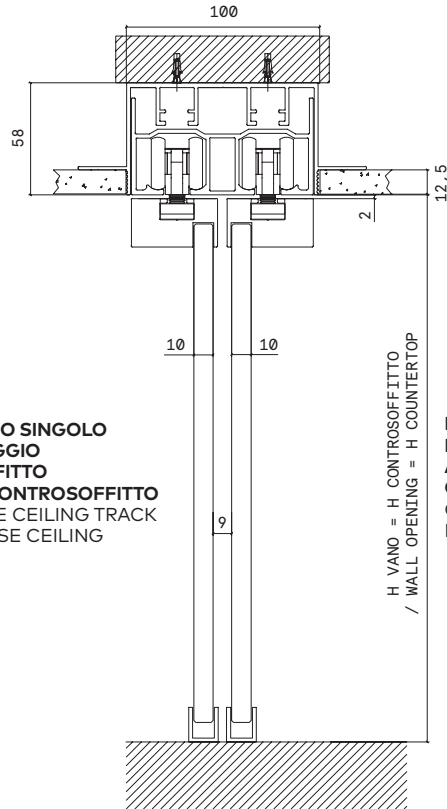 100
58
12,5
2
10
10
O SINGOLO
GGIO
FITTO
CONTROSOFFITTO
E CEILING TRACK
SE CEILING
9
H VANO = H CONTROSOFFITTO
/ WALL OPENING = H COUNTERTOP